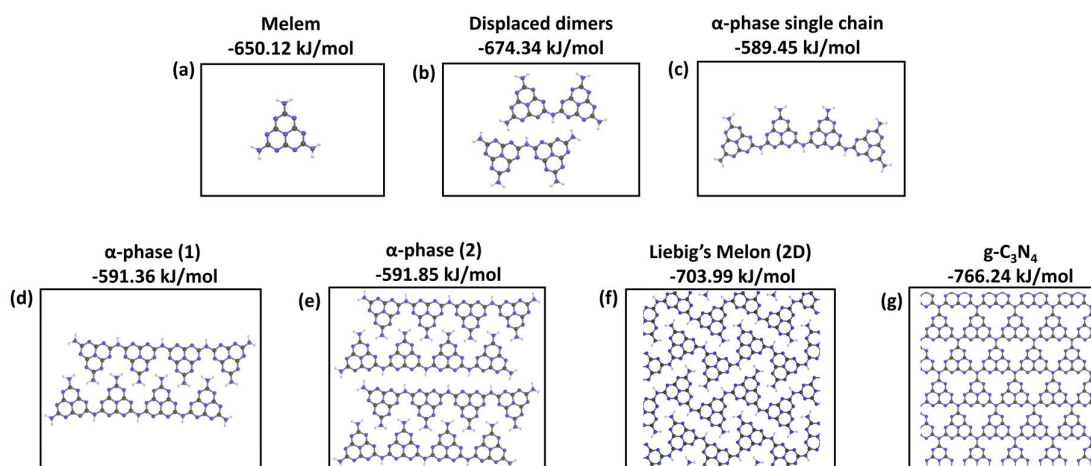 Melem
-650.12 kJ/mol
(a)
Displaced dimers
-674.34 kJ/mol
(b)
α-phase single chain
-589.45 kJ/mol
(c)
α-phase (1)
-591.36 kJ/mol
(d)
α-phase (2)
-591.85 kJ/mol
(e)
Liebig’s Melon (2D)
-703.99 kJ/mol
(f)
g-C₃N₄
-766.24 kJ/mol
(g)